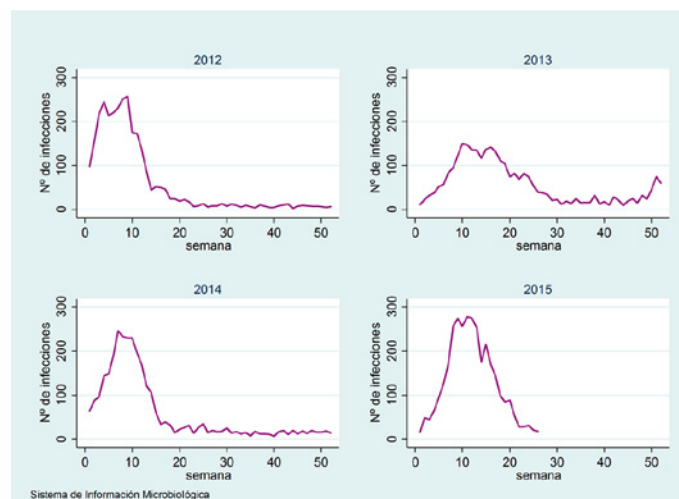 2012
2013
Nº de infecciones
0 100 200 300
0 10 20 30 40 50
semana
Nº de infecciones
0 100 200 300
0 10 20 30 40 50
semana
2014
2015
Nº de infecciones
0 100 200 300
0 10 20 30 40 50
semana
Nº de infecciones
0 100 200 300
0 10 20 30 40 50
semana
Sistema de Información Microbiológica